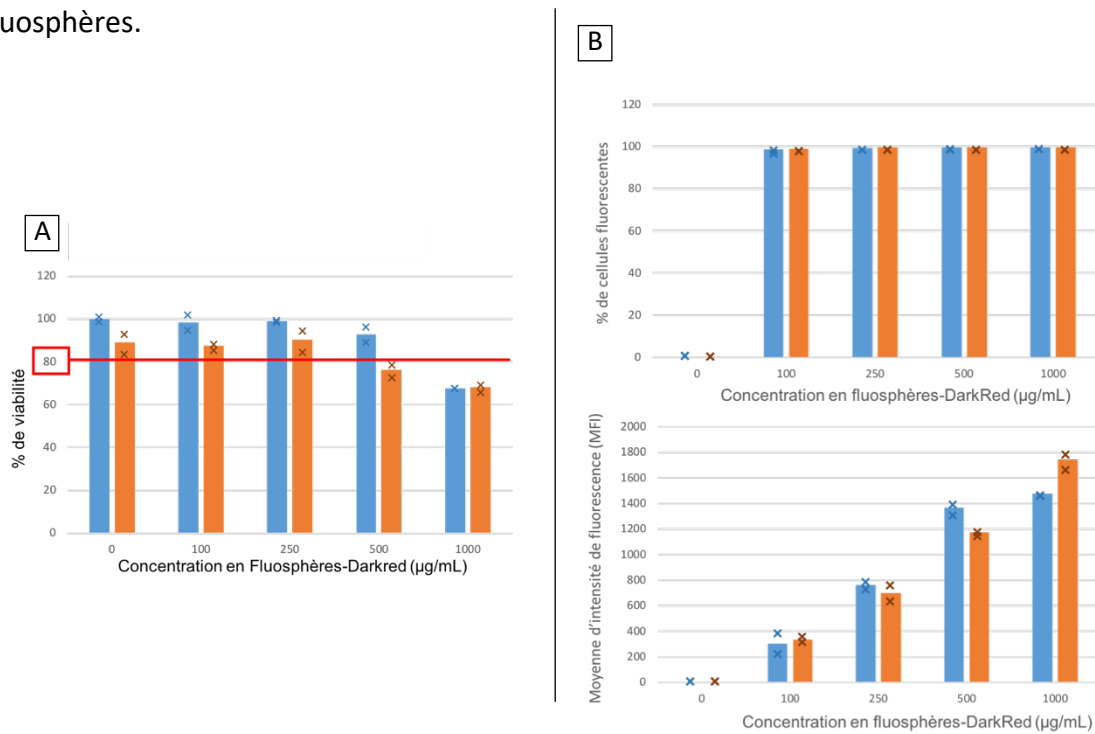 uosphères.
A
120
100
80
60
40
20
0
% de viabilité
0 100 250 500 1000
Concentration en Fluosphères-Darkred (µg/mL)
B
120
100
80
60
40
20
0
% de cellules fluorescentes
0 100 250 500 1000
Concentration en fluosphères-DarkRed (µg/mL)
2000
1800
1600
1400
1200
1000
800
600
400
200
0
Moyenne d'intensité de fluorescence (MFI)
0 100 250 500 1000
Concentration en fluosphères-DarkRed (µg/mL)